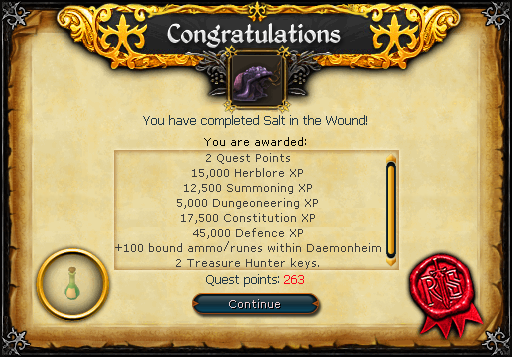 Congratulations
You have completed Salt in the Wound!
You are awarded:
2 Quest Points
15,000 Herblore XP
12,500 Summoning XP
5,000 Dungeoneering XP
17,500 Constitution XP
45,000 Defence XP
+100 bound ammo/runes within Daemonheim
2 Treasure Hunter keys.
Quest points: 263
Continue